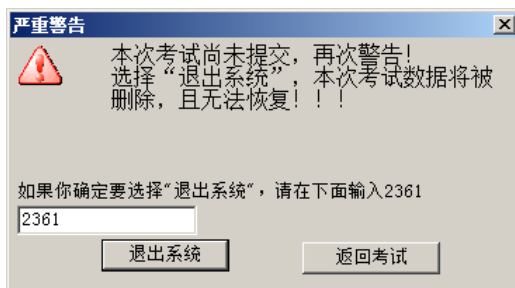 严重警告
本次考试尚未提交，再次警告!
选择“退出系统”，本次考试数据将被
删除，且无法恢复!！！
如果你确定要选择“退出系统“，请在下面输入2361
2361
退出系统
返回考试